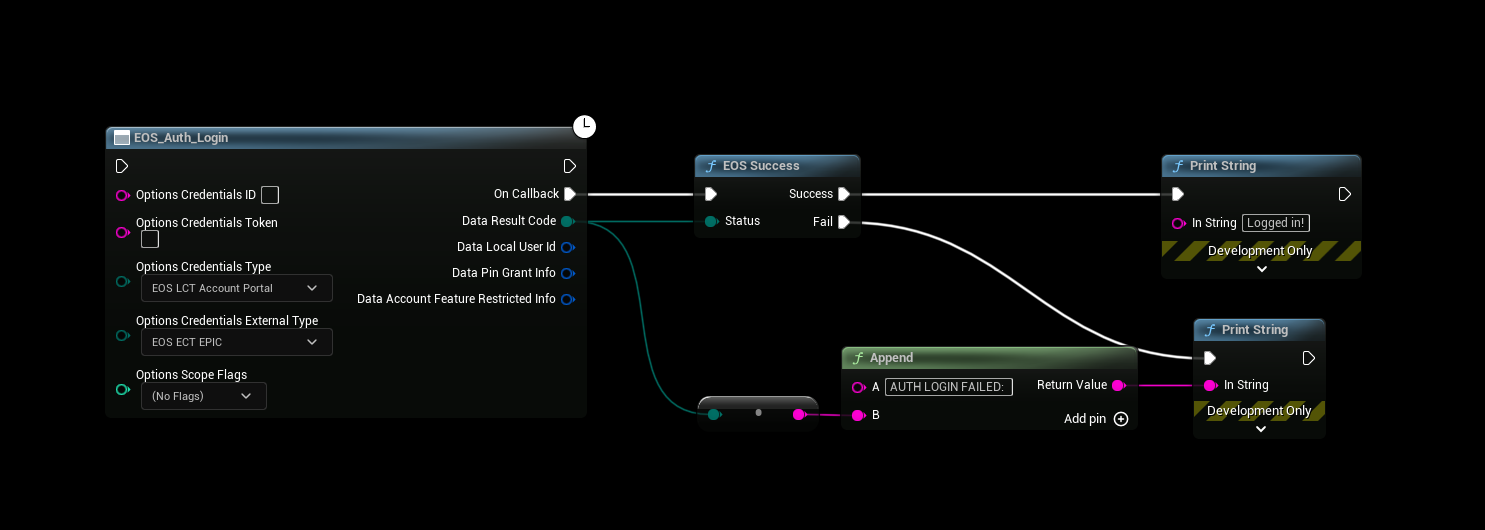 EOS_Auth_Login
Options Credentials ID
Options Credentials Token
Options Credentials Type
EOS LCT Account Portal
Options Credentials External Type
EOS ECT EPIC
Options Scope Flags
(No Flags)
On Callback
Data Result Code
Data Local User Id
Data Pin Grant Info
Data Account Feature Restricted Info
EOS Success
Success
Status
Fail
Print String
In String Logged in!
Development Only
Append
A AUTH LOGIN FAILED:
Return Value
B
Add pin
Print String
In String
Development Only